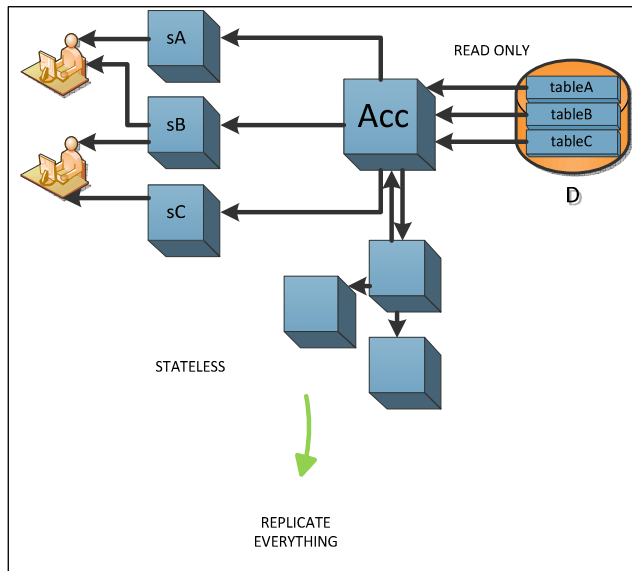 sA
READ ONLY
tableA
Acc
sB
tableB
tableC
D
sC
STATELESS
REPLICATE
EVERYTHING